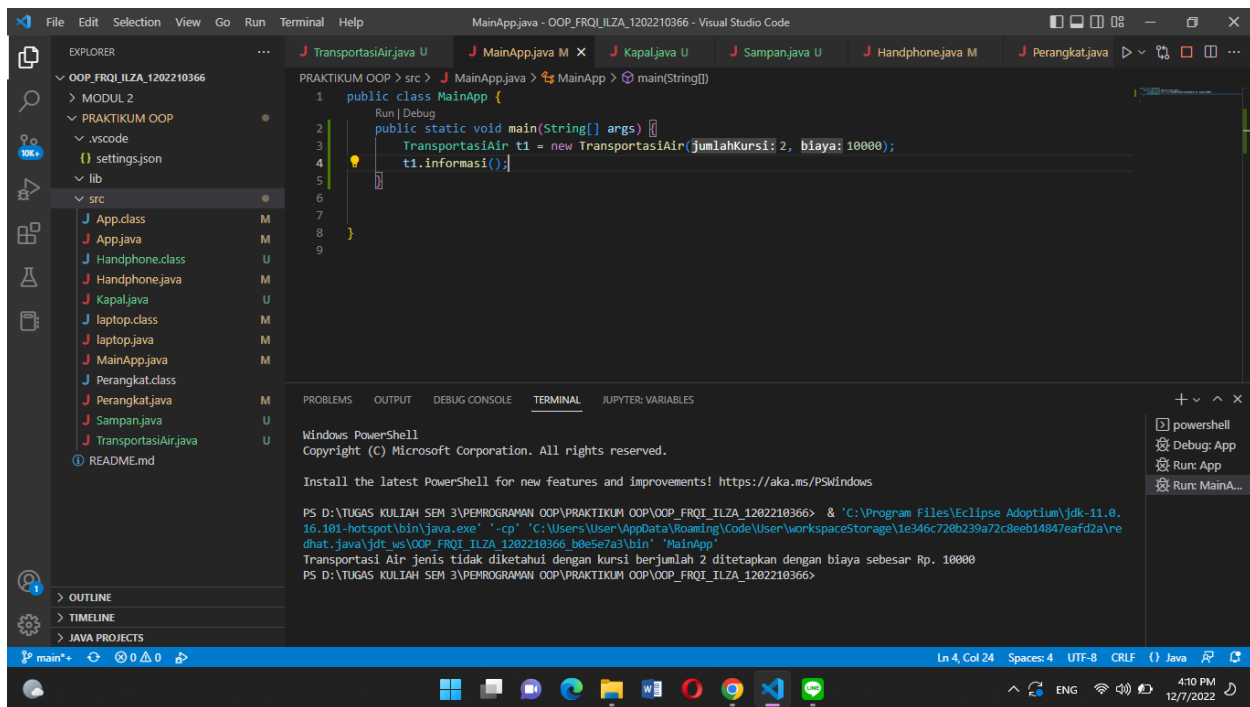 File Edit Selection View Go Run Terminal Help MainApp.java - OOP_FRQI_ILZA_1202210366 - Visual Studio Code
EXPLORER
OOP_FRQI_ILZA_1202210366
MODUL 2
PRAKTIKUM OOP
.vscode
{} settings.json
lib
src
J App.class M
J App.java M
J Handphone.class U
J Handphone.java M
J Kapal.java U
J laptop.class M
J laptop.java M
J MainApp.java M
J Perangkat.class
J Perangkat.java M
J Sampan.java U
J TransportasiAir.java U
README.md
OUTLINE
TIMELINE
JAVA PROJECTS
10K+
1
J TransportasiAir.java U J MainApp.java M J Kapal.java U J Sampan.java U J Handphone.java M J Perangkat.java
PRAKTIKUM OOP > src > J MainApp.java > MainApp > main(String[])
1 public class MainApp {
Run | Debug
2 public static void main(String[] args) {
3 TransportasiAir t1 = new TransportasiAir(jumlahKursi: 2, biaya: 10000);
4 t1.informasi();
5 }
6
7
8 }
9
PROBLEMS OUTPUT DEBUG CONSOLE TERMINAL JUPYTER: VARIABLES
Windows PowerShell
Copyright (C) Microsoft Corporation. All rights reserved.
Install the latest PowerShell for new features and improvements! https://aka.ms/PSWindows
PS D:\TUGAS KULIAH SEM 3\PEMROGRAMAN OOP\PRAKTIKUM OOP\OOP_FRQI_ILZA_1202210366> & 'C:\Program Files\Eclipse Adoptium\jdk-11.0.
16.101-hotspot\bin\java.exe' '-cp' 'C:\Users\User\AppData\Roaming\Code\User\workspaceStorage\1e346c720b239a72c8eeb14847eafd2a\re
dhat.java\jdt_ws\OOP_FRQI_ILZA_1202210366_b0e5e7a3\bin' 'MainApp'
Transportasi Air jenis tidak diketahui dengan kursi berjumlah 2 ditetapkan dengan biaya sebesar Rp. 10000
PS D:\TUGAS KULIAH SEM 3\PEMROGRAMAN OOP\PRAKTIKUM OOP\OOP_FRQI_ILZA_1202210366>
powershell
Debug: App
Run: App
Run: MainA...
main*+ 0 0 Ln 4, Col 24 Spaces: 4 UTF-8 CRLF {} Java
ENG 4:10 PM
12/7/2022